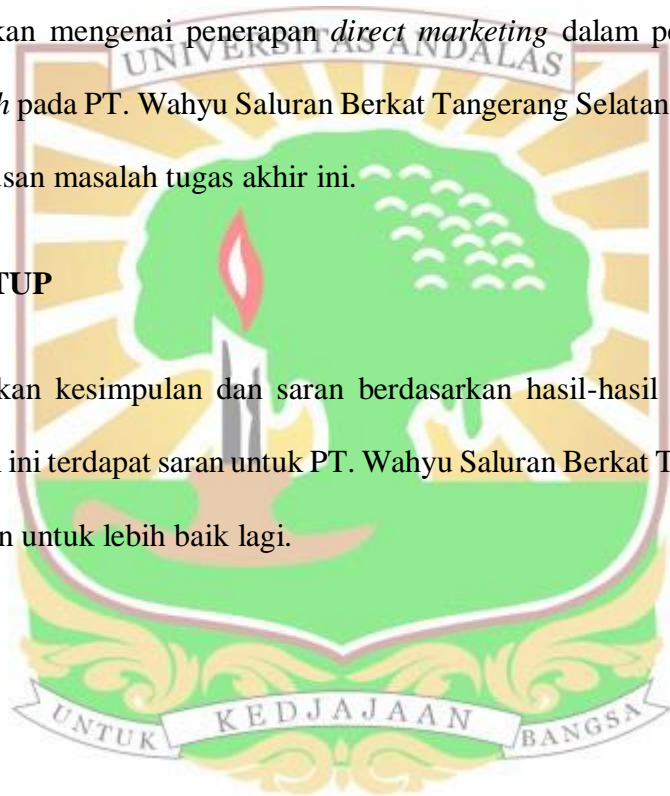 kan mengenai penerapan direct marketing dalam pe
UNIVERSITAS ANDALAS
h pada PT. Wahyu Saluran Berkat Tangerang Selatan
usan masalah tugas akhir ini.
TUP
kan kesimpulan dan saran berdasarkan hasil-hasil
i ini terdapat saran untuk PT. Wahyu Saluran Berkat T
n untuk lebih baik lagi.
UNTUK KEDJAJAAN BANGSA